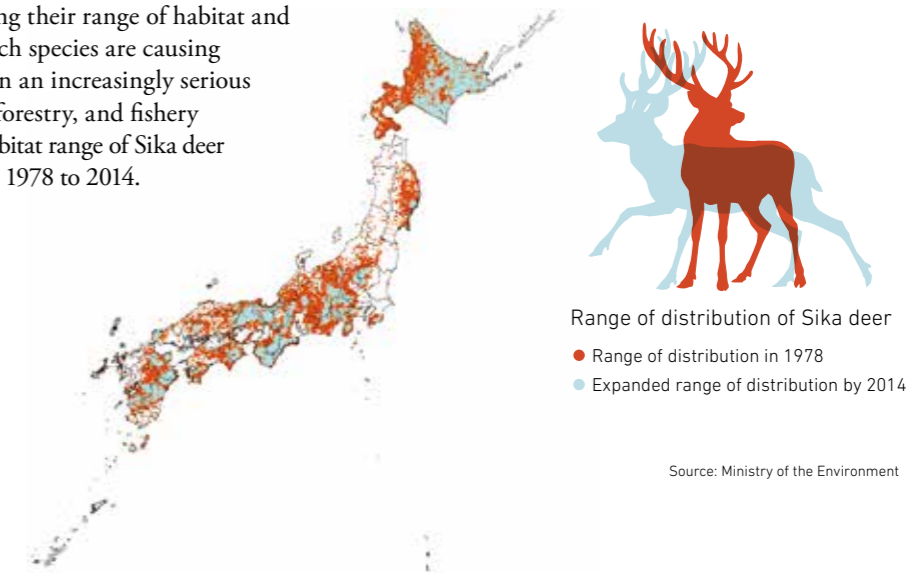 ng their range of habitat and
ch species are causing
n an increasingly serious
forestry, and fishery
bitat range of Sika deer
1978 to 2014.
Range of distribution of Sika deer
Range of distribution in 1978
Expanded range of distribution by 2014
Source: Ministry of the Environment